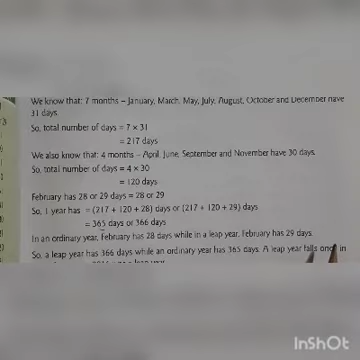 We know that: 7 months – January, March, May, July, August, October and December have
31 days.
So, total number of days = 7 × 31
= 217 days
We also know that: 4 months – April, June, September and November have 30 days.
So, total number of days = 4 × 30
= 120 days
February has 28 or 29 days = 28 or 29
So, 1 year has = (217 + 120 + 28) days or (217 + 120 + 29) days
= 365 days or 366 days
In an ordinary year, February has 28 days while in a leap year, February has 29 days.
So, a leap year has 366 days while an ordinary year has 365 days. A leap year falls once in
InShOt